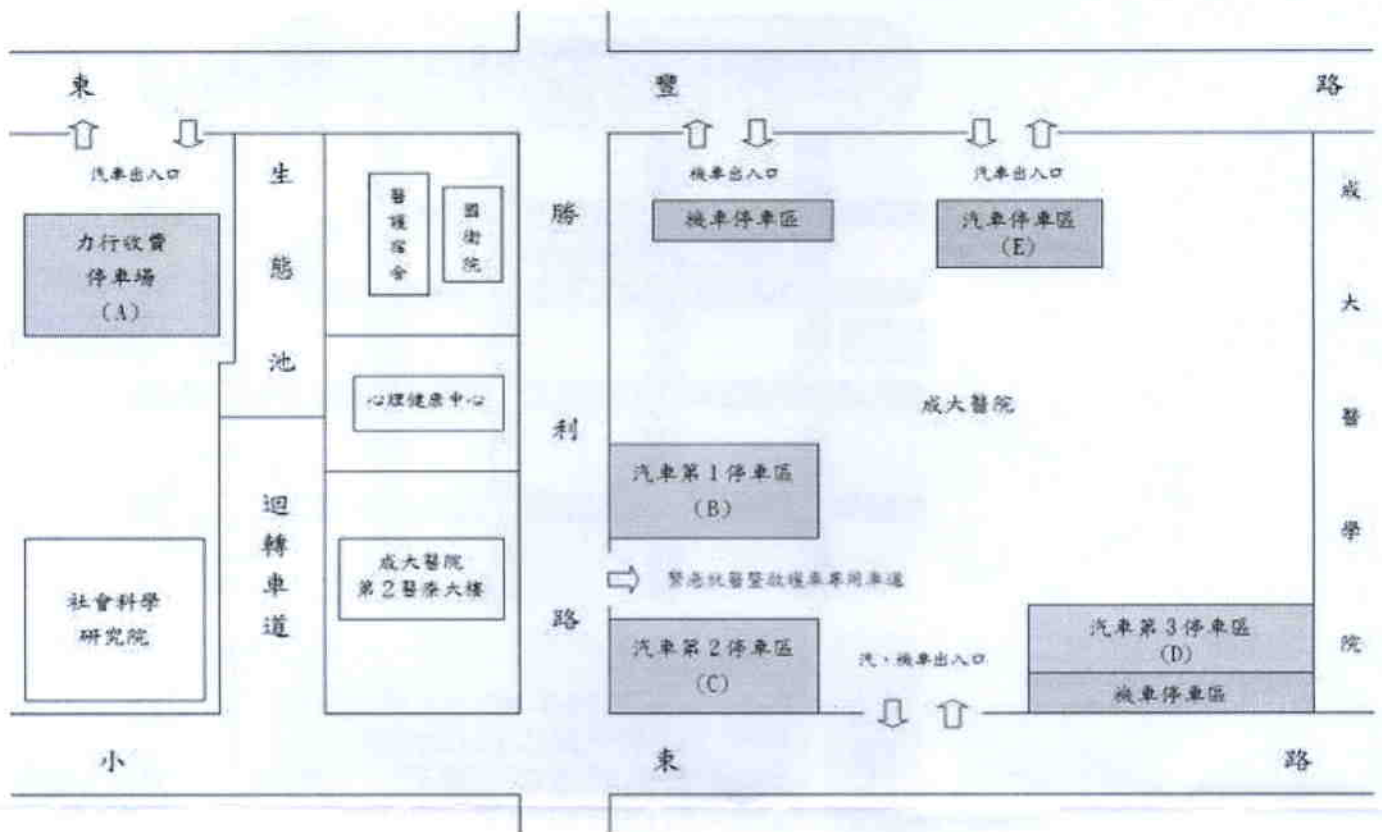 東豐路
汽車出入口
機車出入口
汽車出入口
力行收費
停車場
(A)
生態池
醫護宿舍
國衛院
勝利路
機車停車區
汽車停車區
(E)
成大醫學院
心理健康中心
成大醫院
汽車第1停車區
(B)
迴轉車道
社會科學
研究院
成大醫院
第2醫療大樓
緊急就醫暨救護車專用車道
汽車第2停車區
(C)
汽、機車出入口
汽車第3停車區
(D)
機車停車區
小東路